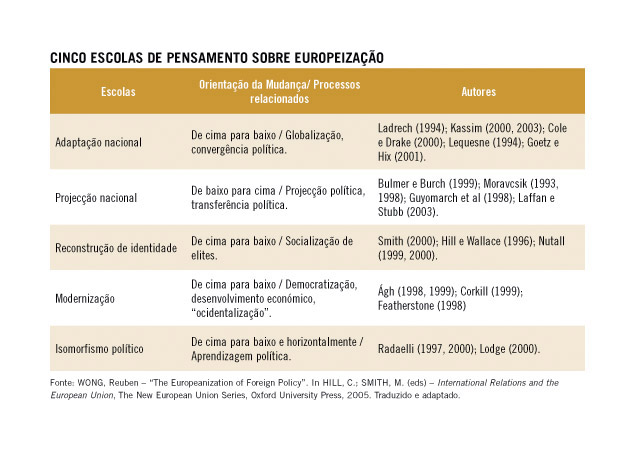 CINCO ESCOLAS DE PENSAMENTO SOBRE EUROPEIZAÇÃO
Escolas
Orientação da Mudança/ Processos
relacionados
Autores
Adaptação nacional
De cima para baixo / Globalização,
convergência política.
Ladrech (1994); Kassim (2000, 2003); Cole
e Drake (2000); Lequesne (1994); Goetz e
Hix (2001).
Projecção nacional
De baixo para cima / Projecção política,
transferência política.
Bulmer e Burch (1999); Moravcsik (1993,
1998); Guyomarch et al (1998); Laffan e
Stubb (2003).
Reconstrução de identidade
De cima para baixo / Socialização de
elites.
Smith (2000); Hill e Wallace (1996); Nutall
(1999, 2000).
Modernização
De cima para baixo / Democratização,
desenvolvimento económico,
“ocidentalização”.
Ágh (1998, 1999); Corkill (1999);
Featherstone (1998)
Isomorfismo político
De cima para baixo e horizontalmente /
Aprendizagem política.
Radaelli (1997, 2000); Lodge (2000).
Fonte: WONG, Reuben – “The Europeanization of Foreign Policy”. In HILL, C.; SMITH, M. (eds) – International Relations and the
European Union, The New European Union Series, Oxford University Press, 2005. Traduzido e adaptado.